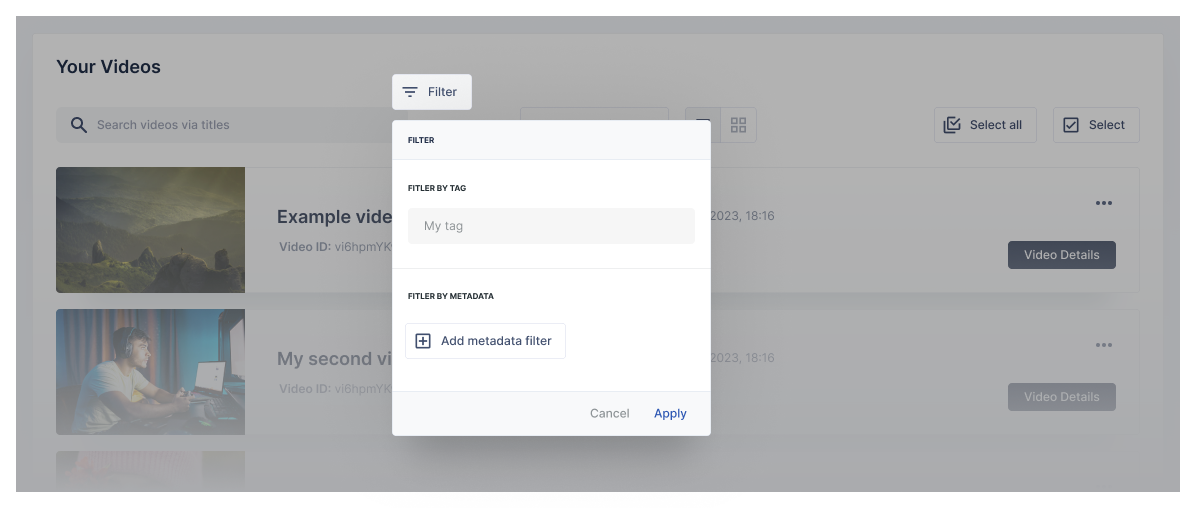 Your Videos
Filter
Search videos via titles
Select all
Select
FILTER
FITLER BY TAG
My tag
Example vide
2023, 18:16
Video ID: vi6hpmYK
Video Details
FITLER BY METADATA
Add metadata filter
My second vi
2023, 18:16
Video ID: vi6hpmYK
Video Details
Cancel
Apply